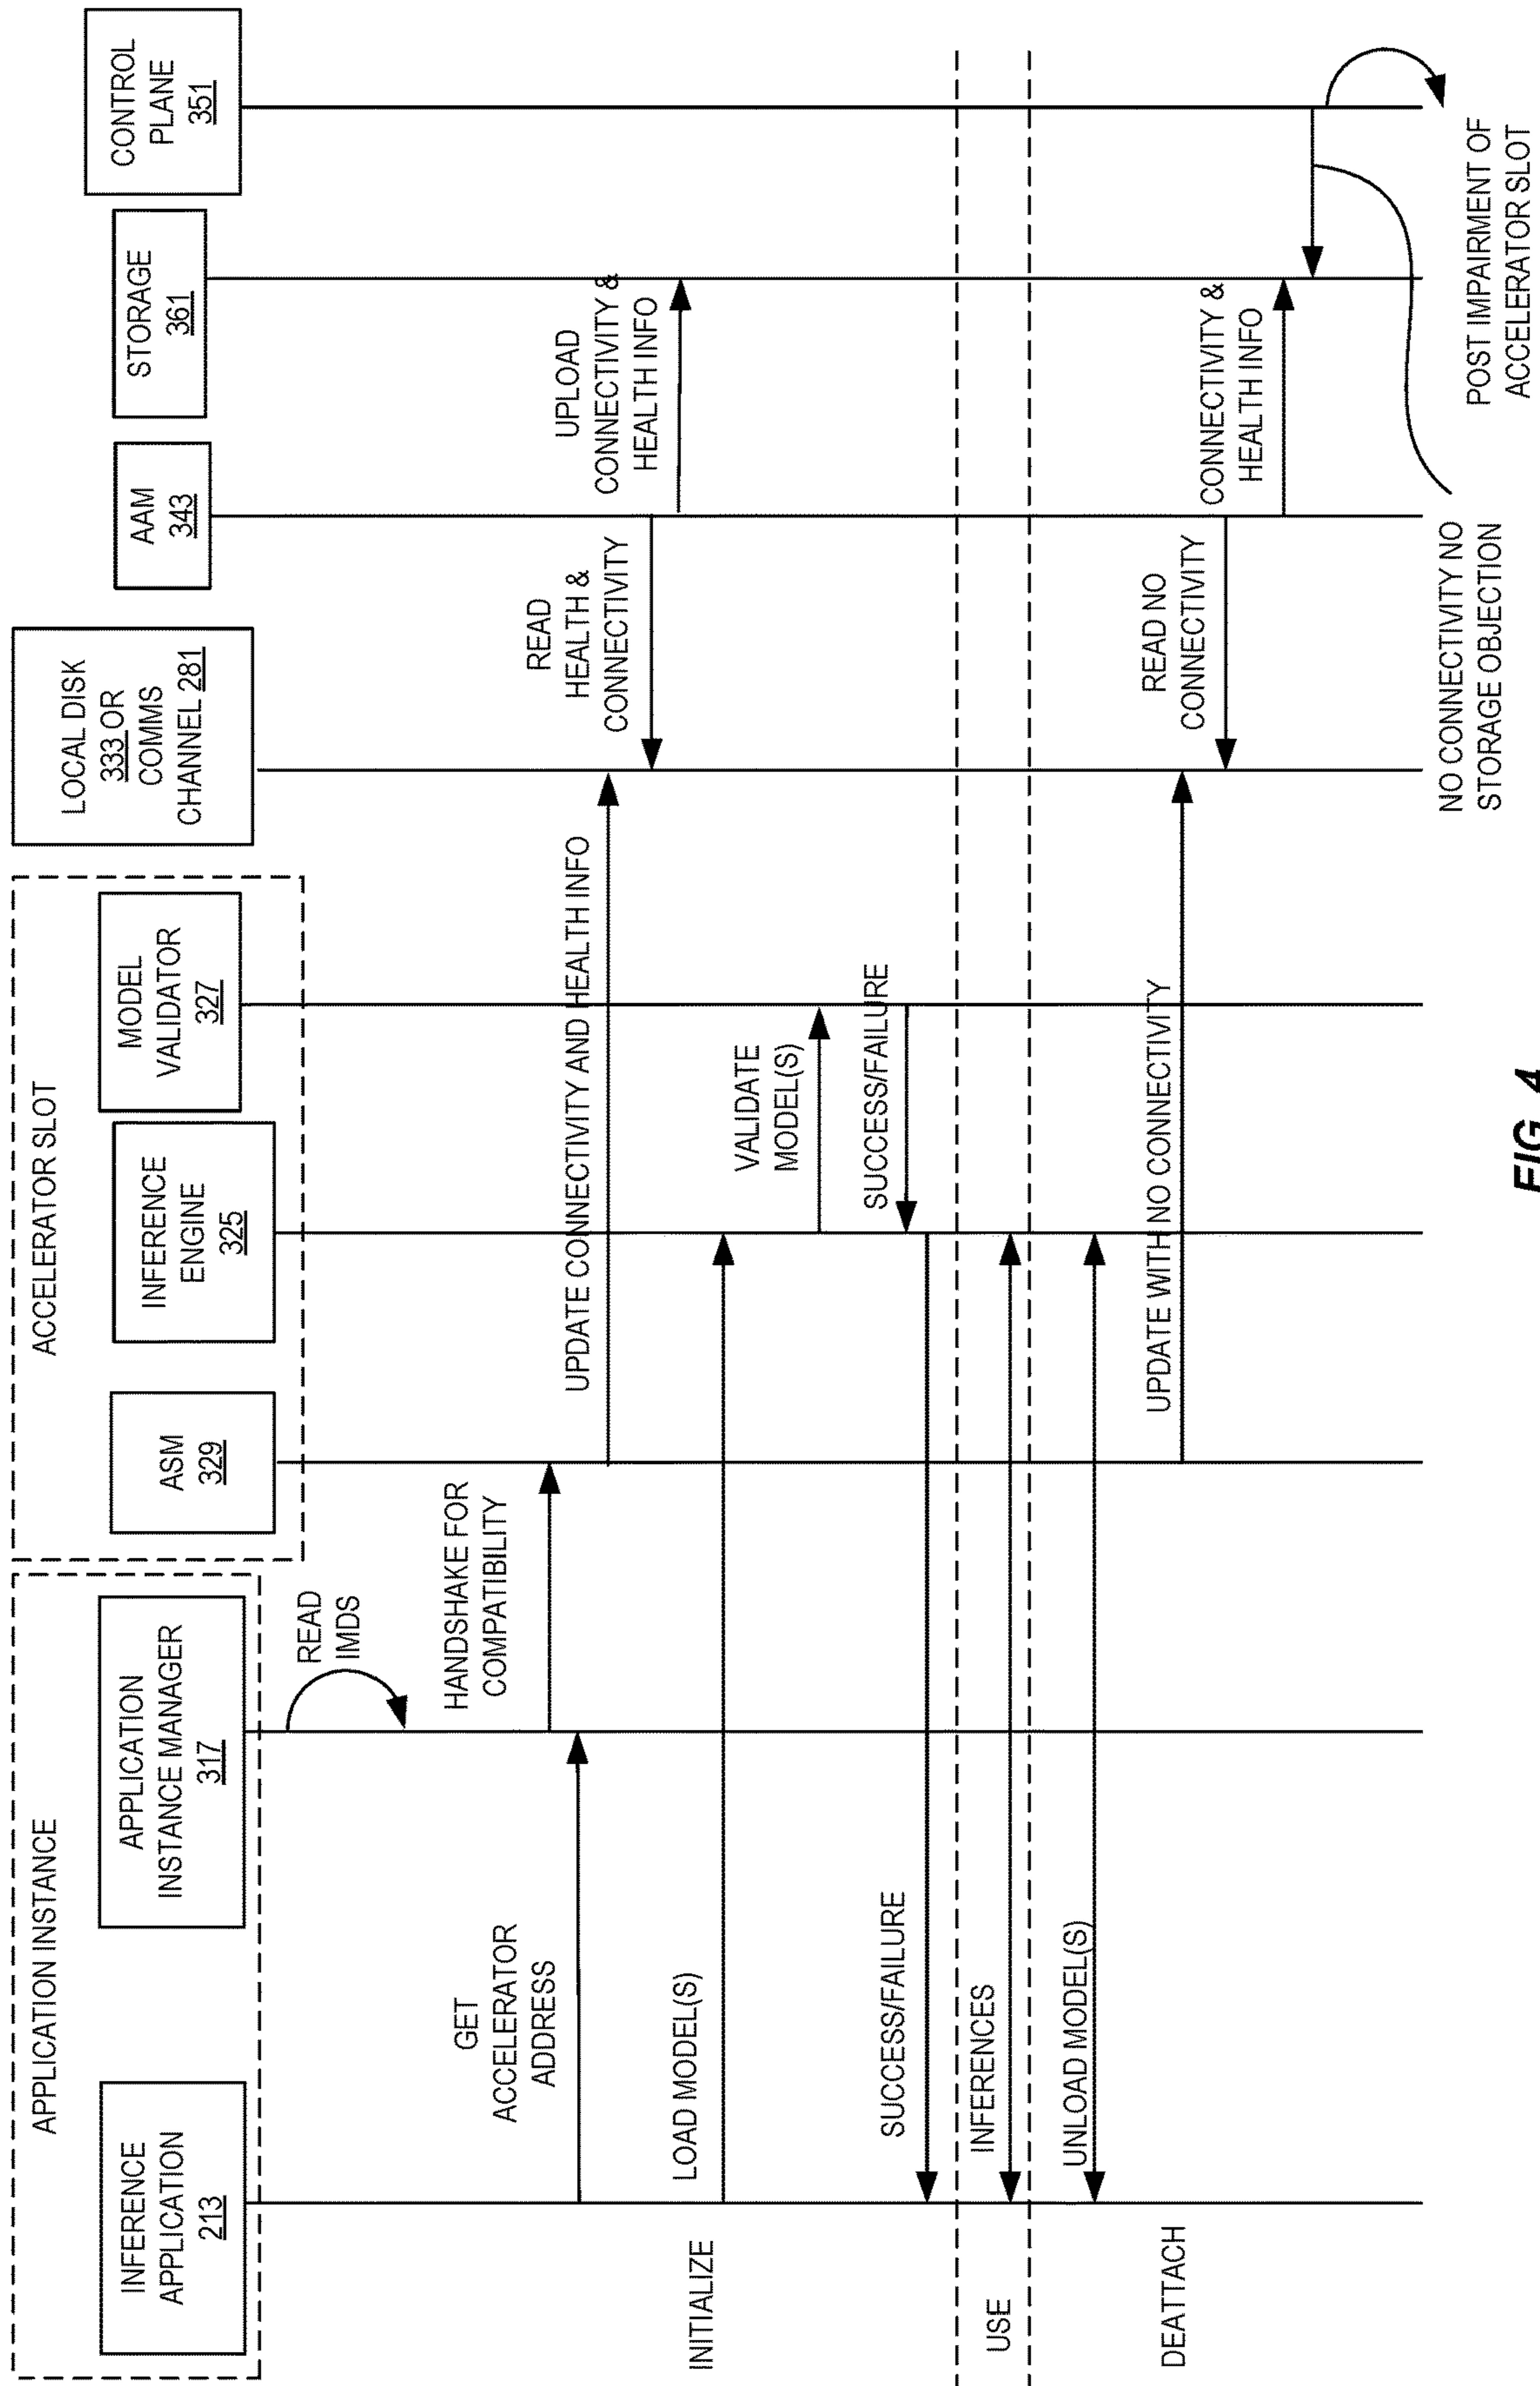 APPLICATION INSTANCE
ACCELERATOR SLOT
INFERENCE
APPLICATION
213
APPLICATION
INSTANCE MANAGER
317
ASM
329
INFERENCE
ENGINE
325
MODEL
VALIDATOR
327
LOCAL DISK
333 OR
COMMS
CHANNEL 281
AAM
343
STORAGE
361
CONTROL
PLANE
351
READ
IMDS
HANDSHAKE FOR
COMPATIBILITY
GET
ACCELERATOR
ADDRESS
UPDATE CONNECTIVITY AND HEALTH INFO
READ
HEALTH &
CONNECTIVITY
UPLOAD
CONNECTIVITY &
HEALTH INFO
INITIALIZE
LOAD MODEL(S)
VALIDATE
MODEL(S)
SUCCESS/FAILURE
SUCCESS/FAILURE
USE
INFERENCES
DEATTACH
UNLOAD MODEL(S)
UPDATE WITH NO CONNECTIVITY
READ NO
CONNECTIVITY
CONNECTIVITY &
HEALTH INFO
NO CONNECTIVITY NO
STORAGE OBJECTION
POST IMPAIRMENT OF
ACCELERATOR SLOT
FIG. 4